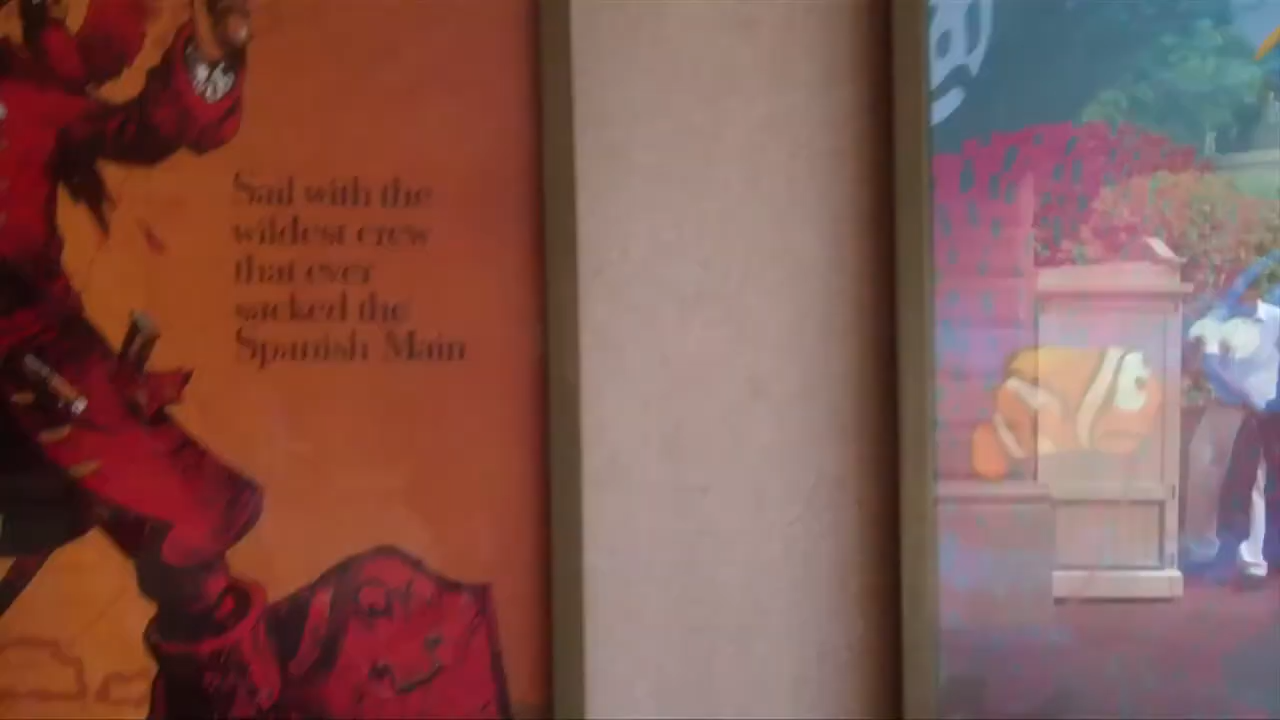 Sail with the
wildest crew
that ever
sacked the
Spanish Main